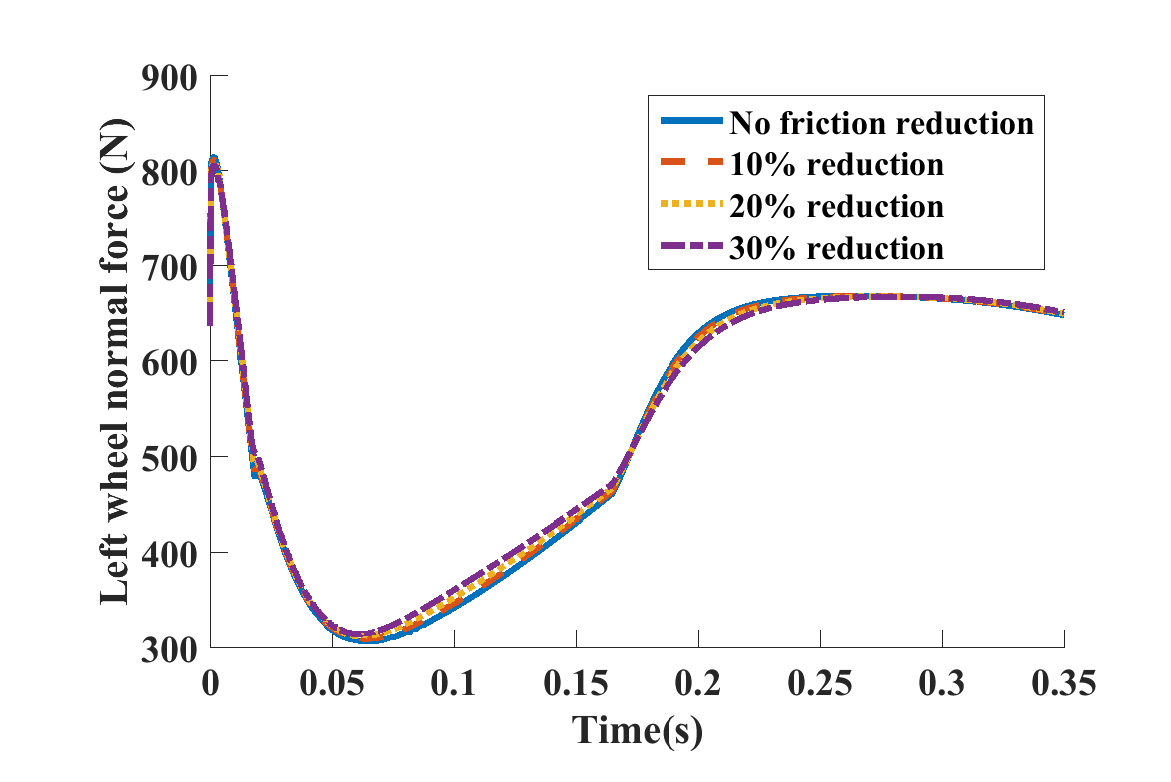 900
800
700
600
500
400
300
Left wheel normal force (N)
No friction reduction
10% reduction
20% reduction
30% reduction
0 0.05 0.1 0.15 0.2 0.25 0.3 0.35
Time(s)